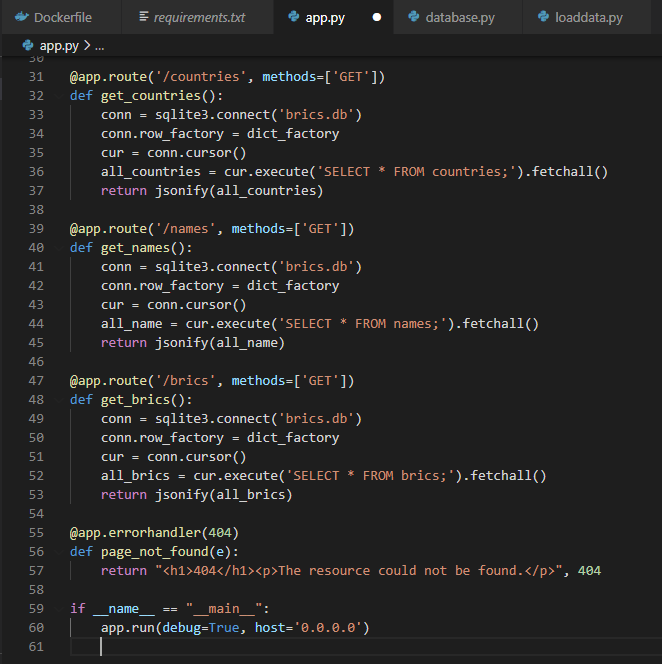 Dockerfile requirements.txt app.py database.py loaddata.py
app.py > ...
30
31 @app.route('/countries', methods=['GET'])
32 def get_countries():
33     conn = sqlite3.connect('brics.db')
34     conn.row_factory = dict_factory
35     cur = conn.cursor()
36     all_countries = cur.execute('SELECT * FROM countries;').fetchall()
37     return jsonify(all_countries)
38
39 @app.route('/names', methods=['GET'])
40 def get_names():
41     conn = sqlite3.connect('brics.db')
42     conn.row_factory = dict_factory
43     cur = conn.cursor()
44     all_name = cur.execute('SELECT * FROM names;').fetchall()
45     return jsonify(all_name)
46
47 @app.route('/brics', methods=['GET'])
48 def get_brics():
49     conn = sqlite3.connect('brics.db')
50     conn.row_factory = dict_factory
51     cur = conn.cursor()
52     all_brics = cur.execute('SELECT * FROM brics;').fetchall()
53     return jsonify(all_brics)
54
55 @app.errorhandler(404)
56 def page_not_found(e):
57     return "<h1>404</h1><p>The resource could not be found.</p>", 404
58
59 if __name__ == "__main__":
60     app.run(debug=True, host='0.0.0.0')
61